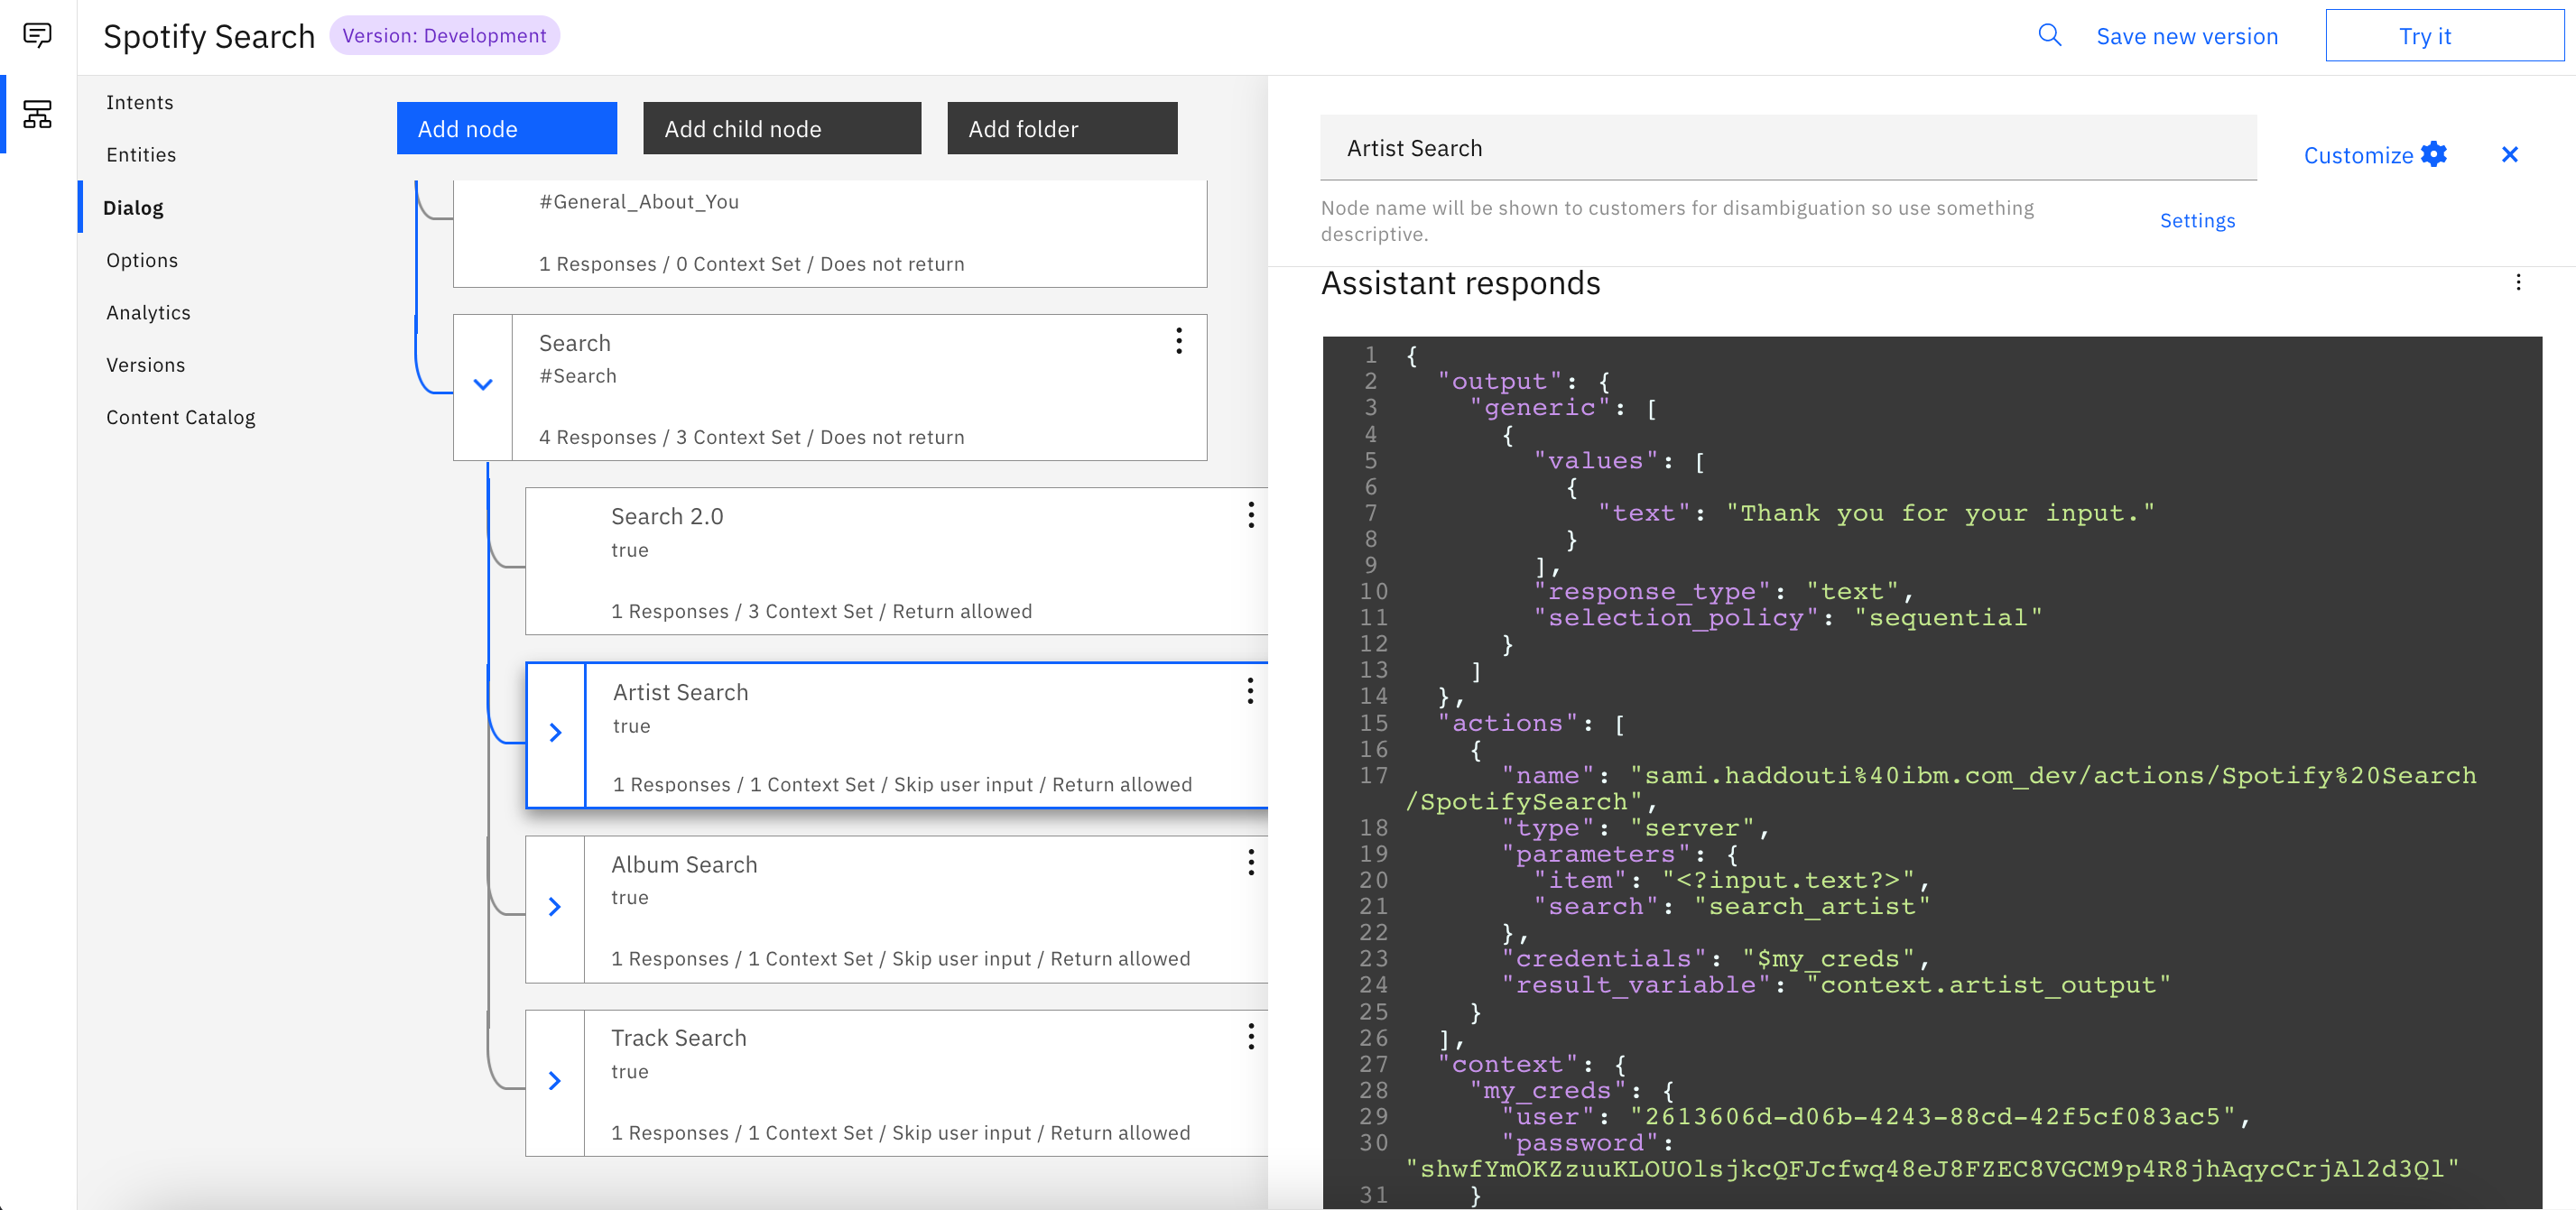 Spotify Search
Version: Development
Save new version
Try it
Intents
Entities
Dialog
Options
Analytics
Versions
Content Catalog
Add node
Add child node
Add folder
#General_About_You
1 Responses / 0 Context Set / Does not return
Search
#Search
4 Responses / 3 Context Set / Does not return
Search 2.0
true
1 Responses / 3 Context Set / Return allowed
Artist Search
true
1 Responses / 1 Context Set / Skip user input / Return allowed
Album Search
true
1 Responses / 1 Context Set / Skip user input / Return allowed
Track Search
true
1 Responses / 1 Context Set / Skip user input / Return allowed
Artist Search
Customize
Node name will be shown to customers for disambiguation so use something
descriptive.
Settings
Assistant responds
1 {
2 "output": {
3 "generic": [
4 {
5 "values": [
6 {
7 "text": "Thank you for your input."
8 }
9 ],
10 "response_type": "text",
11 "selection_policy": "sequential"
12 }
13 ]
14 },
15 "actions": [
16 {
17 "name": "sami.haddouti%40ibm.com_dev/actions/Spotify%20Search
/SpotifySearch",
18 "type": "server",
19 "parameters": {
20 "item": "<?input.text?>",
21 "search": "search_artist"
22 },
23 "credentials": "$my_creds",
24 "result_variable": "context.artist_output"
25 }
26 ],
27 "context": {
28 "my_creds": {
29 "user": "2613606d-d06b-4243-88cd-42f5cf083ac5",
30 "password":
"shwfYmOKZzuuKLOUOlsjkcQFJcfwq48eJ8FZEC8VGCM9p4R8jhAqycCrjAl2d3Ql"
31 }